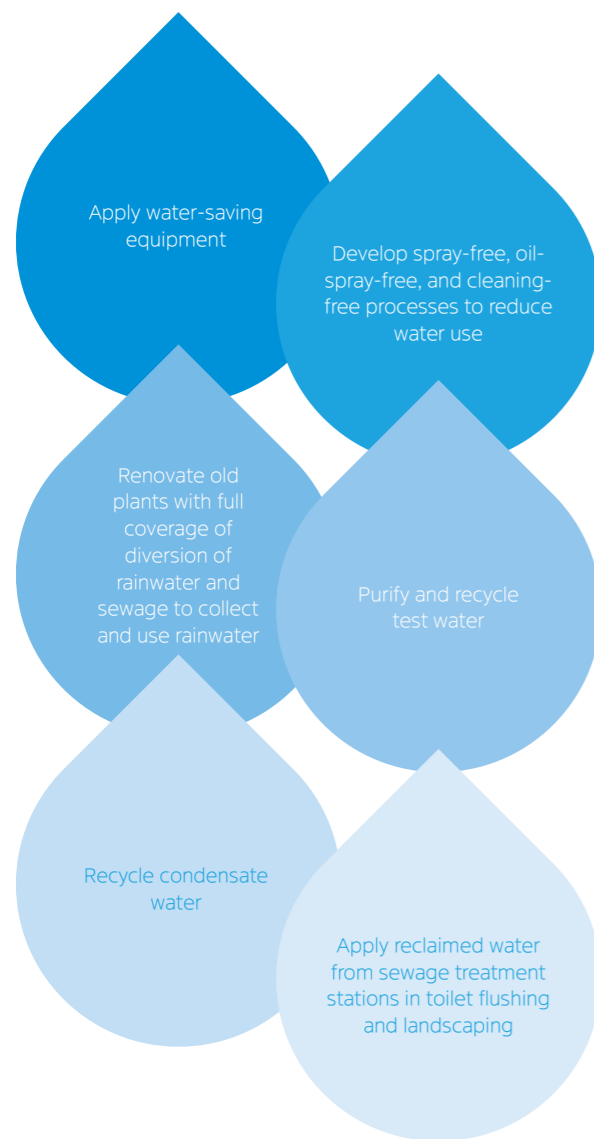 Apply water-saving
equipment
Develop spray-free, oil-
spray-free, and cleaning-
free processes to reduce
water use
Renovate old
plants with full
coverage of
diversion of
rainwater and
sewage to collect
and use rainwater
Purify and recycle
test water
Recycle condensate
water
Apply reclaimed water
from sewage treatment
stations in toilet flushing
and landscaping